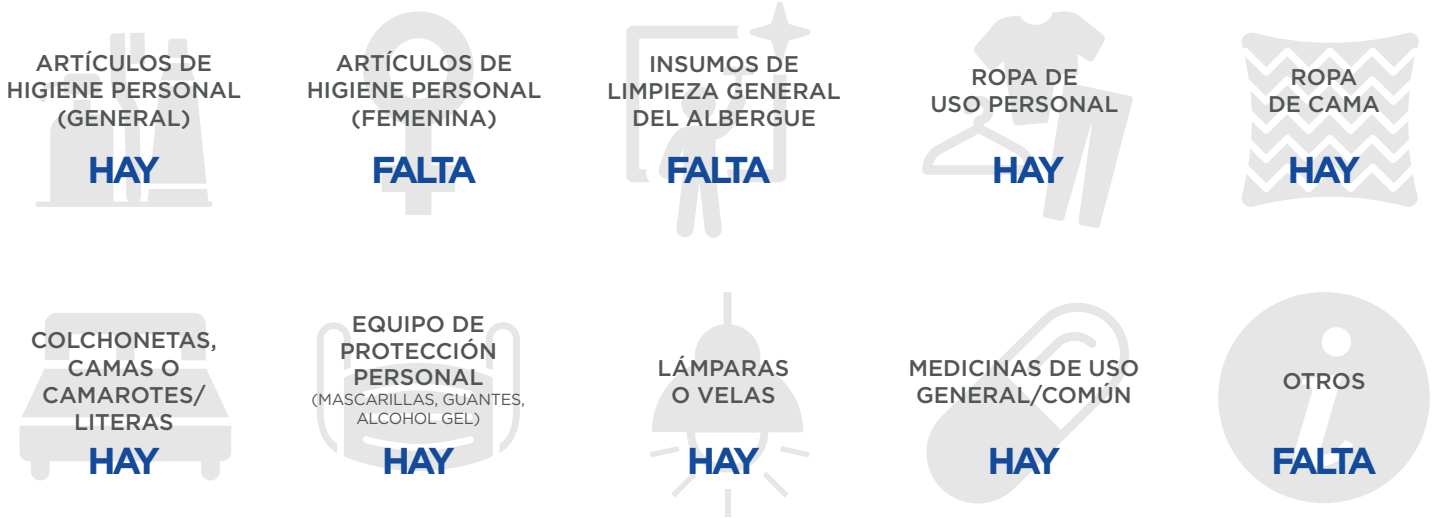 ARTÍCULOS DE
HIGIENE PERSONAL
(GENERAL)
HAY
ARTÍCULOS DE
HIGIENE PERSONAL
(FEMENINA)
FALTA
INSUMOS DE
LIMPIEZA GENERAL
DEL ALBERGUE
FALTA
ROPA DE
USO PERSONAL
HAY
ROPA
DE CAMA
HAY
COLCHONETAS,
CAMAS O
CAMAROTES/
LITERAS
HAY
EQUIPO DE
PROTECCIÓN
PERSONAL
(MASCARILLAS, GUANTES,
ALCOHOL GEL)
HAY
LÁMPARAS
O VELAS
HAY
MEDICINAS DE USO
GENERAL/COMÚN
HAY
OTROS
FALTA